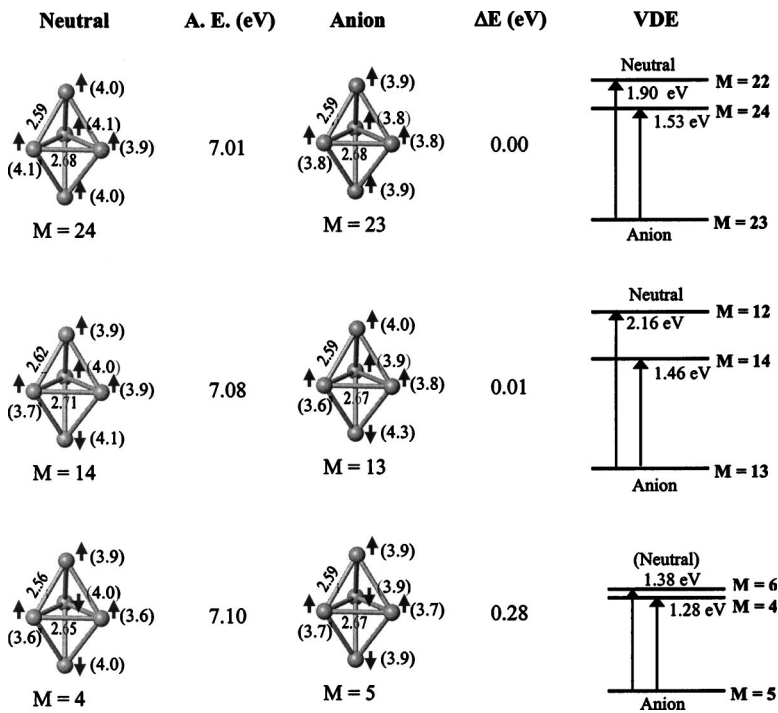 Neutral A. E. (eV) Anion ΔE (eV) VDE
(4.0)
2.59
(4.1)
(3.9)
(4.1)
2.68
(4.0)
M = 24
7.01
(3.9)
2.59
(3.8)
(3.8)
(3.8)
2.68
(3.9)
M = 23
0.00
Neutral
M = 22
1.90 eV
M = 24
1.53 eV
M = 23
Anion
(3.9)
2.62
(4.0)
(3.9)
(3.7)
2.71
(4.1)
M = 14
7.08
(4.0)
2.59
(3.9)
(3.8)
(3.6)
2.67
(4.3)
M = 13
0.01
Neutral
M = 12
2.16 eV
M = 14
1.46 eV
M = 13
Anion
(3.9)
2.56
(4.0)
(3.6)
(3.6)
2.65
(4.0)
M = 4
7.10
(3.9)
2.59
(3.9)
(3.7)
(3.7)
2.67
(3.9)
M = 5
0.28
(Neutral)
1.38 eV
M = 6
M = 4
1.28 eV
M = 5
Anion